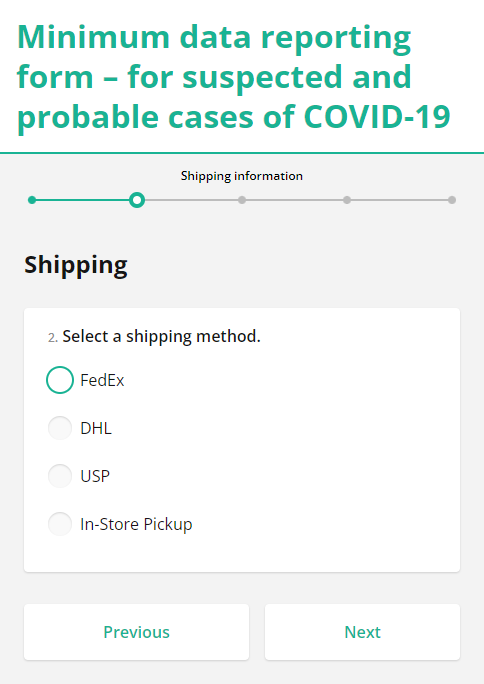 Minimum data reporting
form – for suspected and
probable cases of COVID-19
Shipping information
Shipping
2. Select a shipping method.
FedEx
DHL
USP
In-Store Pickup
Previous
Next